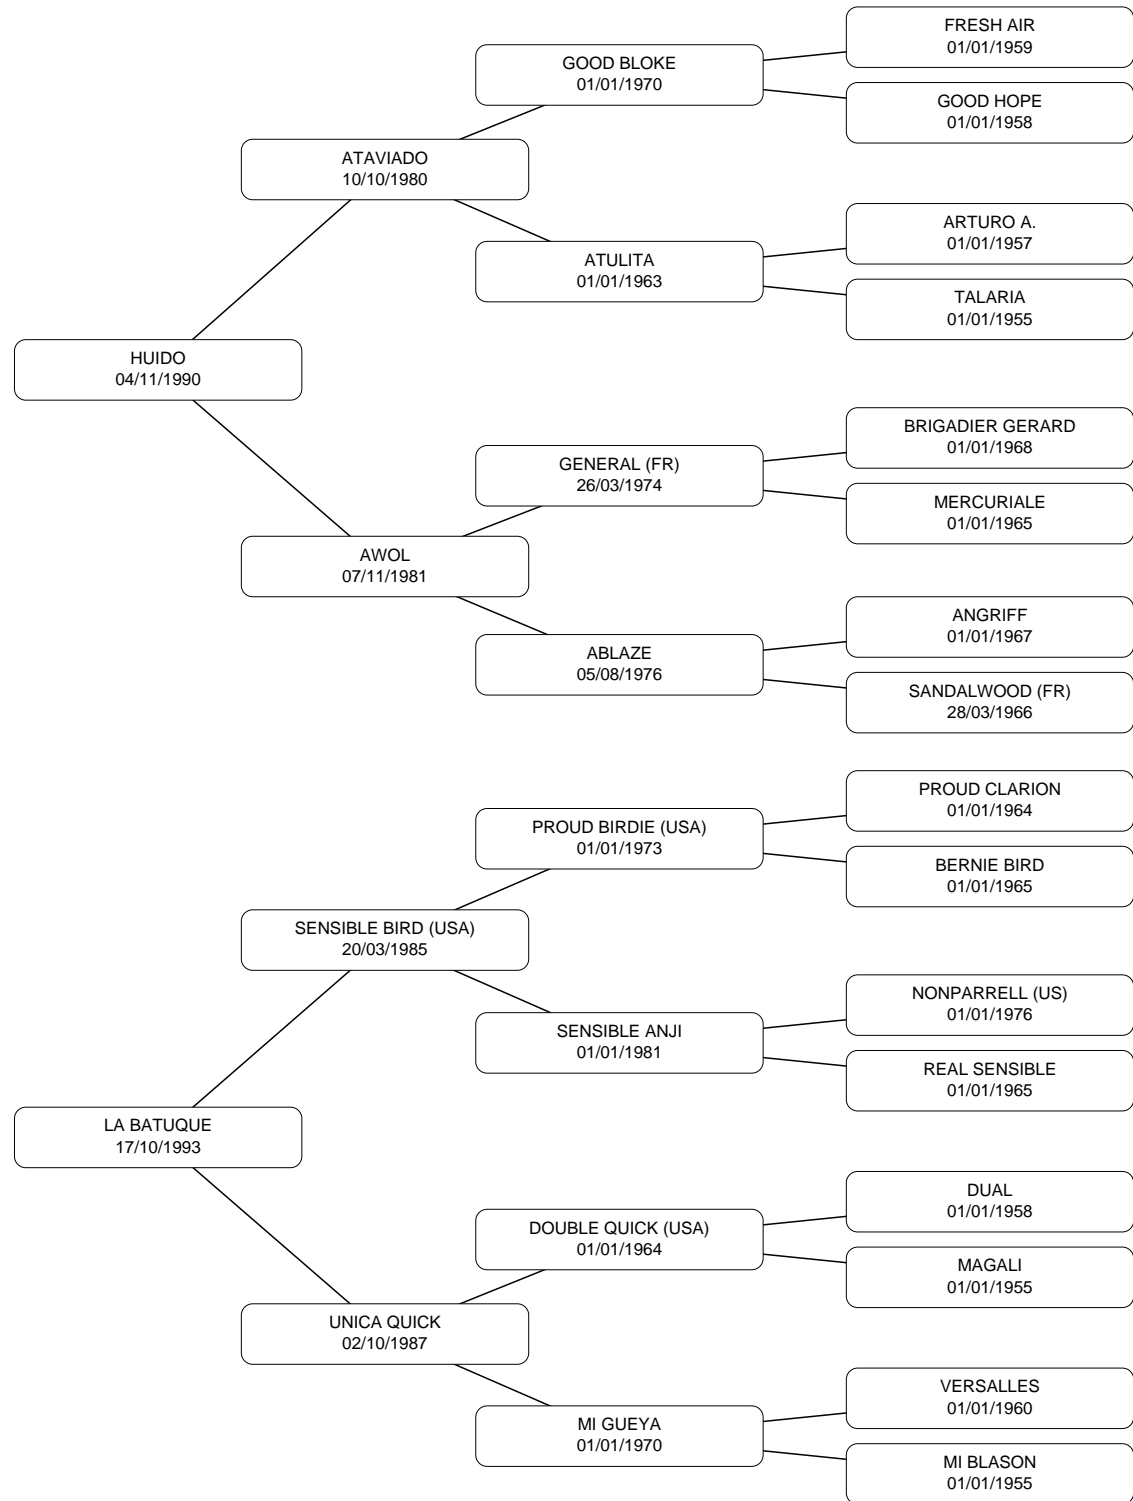 FRESH AIR
01/01/1959
GOOD BLOKE
01/01/1970
GOOD HOPE
01/01/1958
ATAVIADO
10/10/1980
ARTURO A.
01/01/1957
ATULITA
01/01/1963
TALARIA
01/01/1955
HUIDO
04/11/1990
BRIGADIER GERARD
01/01/1968
GENERAL (FR)
26/03/1974
MERCURIALE
01/01/1965
AWOL
07/11/1981
ANGRIFF
01/01/1967
ABLAZE
05/08/1976
SANDALWOOD (FR)
28/03/1966
PROUD CLARION
01/01/1964
PROUD BIRDIE (USA)
01/01/1973
BERNIE BIRD
01/01/1965
SENSIBLE BIRD (USA)
20/03/1985
NONPARRELL (US)
01/01/1976
SENSIBLE ANJI
01/01/1981
REAL SENSIBLE
01/01/1965
LA BATUQUE
17/10/1993
DUAL
01/01/1958
DOUBLE QUICK (USA)
01/01/1964
MAGALI
01/01/1955
UNICA QUICK
02/10/1987
VERSALLES
01/01/1960
MI GUEYA
01/01/1970
MI BLASON
01/01/1955